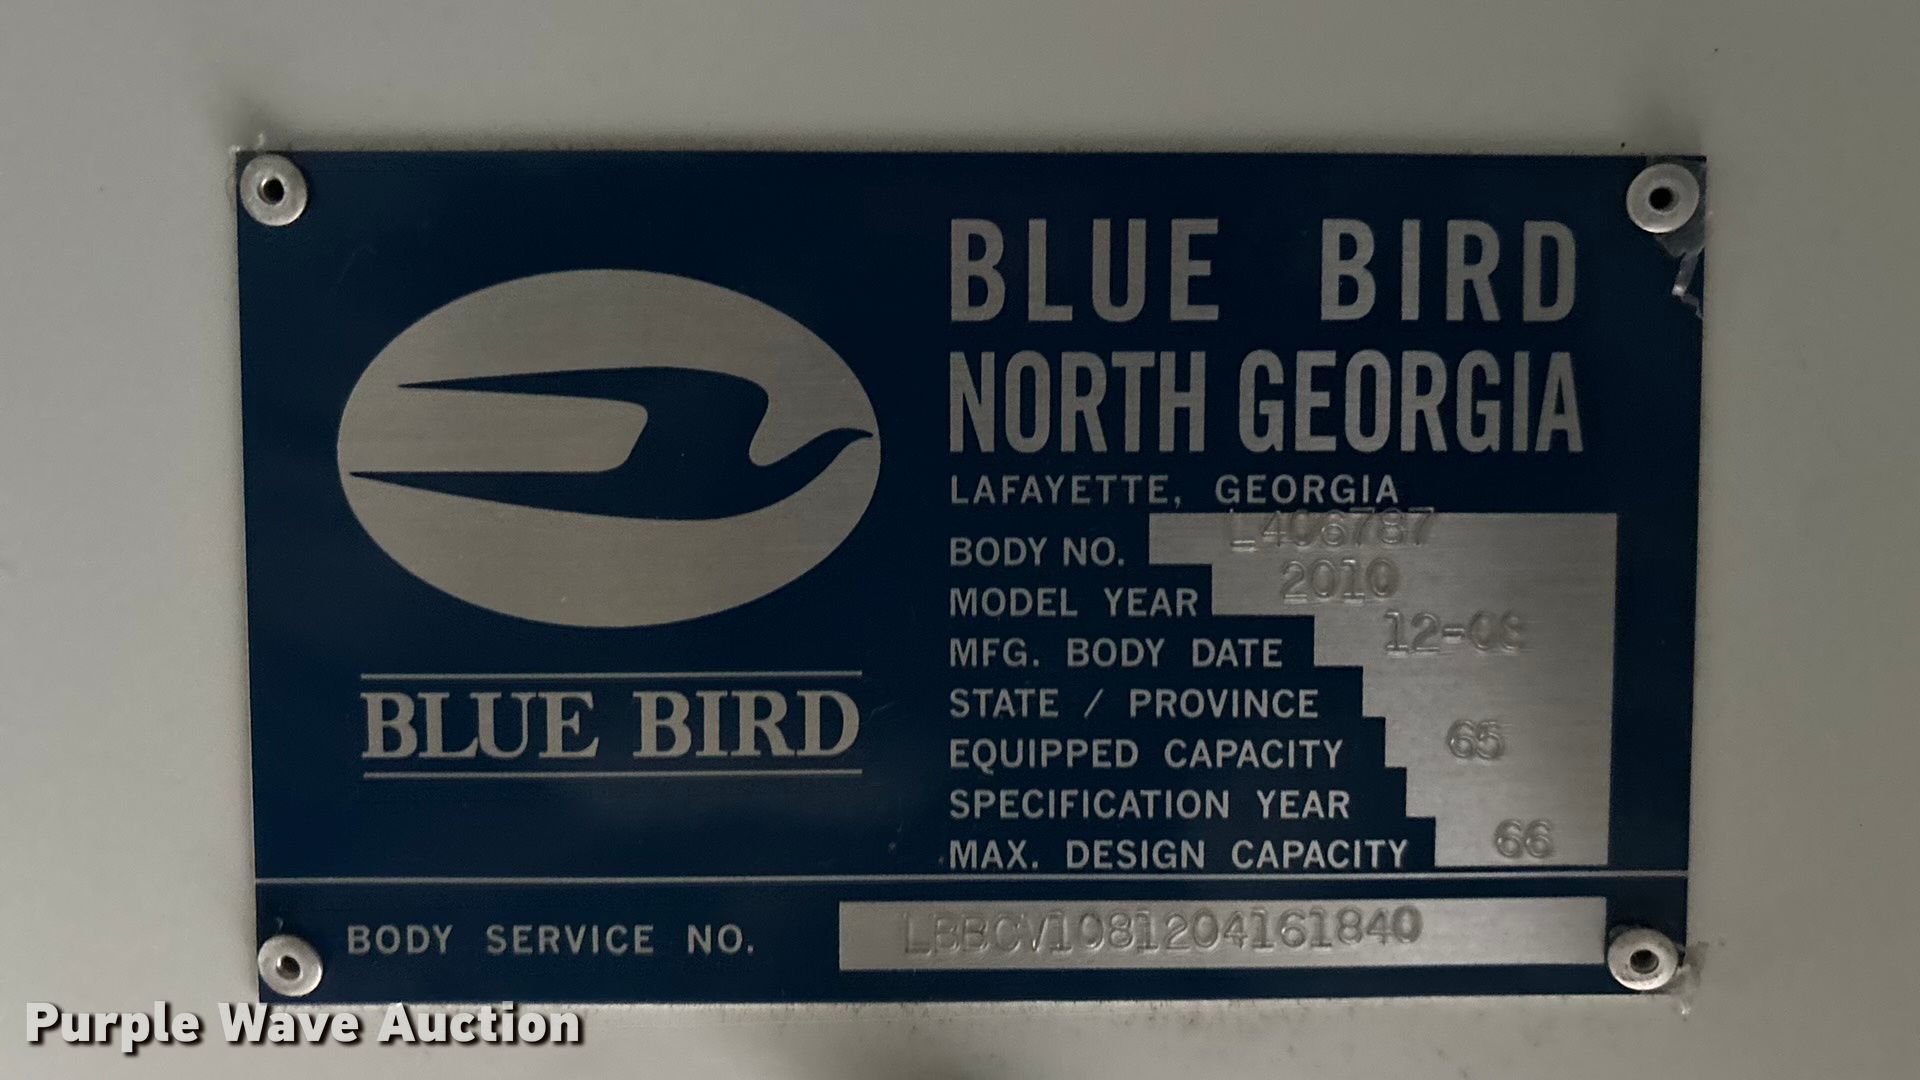 BLUE BIRD
NORTH GEORGIA
LAFAYETTE, GEORGIA
BODY NO. L406787
MODEL YEAR 2010
MFG. BODY DATE 12-08
STATE / PROVINCE
EQUIPPED CAPACITY 65
SPECIFICATION YEAR
MAX. DESIGN CAPACITY 66
BLUE BIRD
BODY SERVICE NO. LBBCV1081204161840
Purple Wave Auction